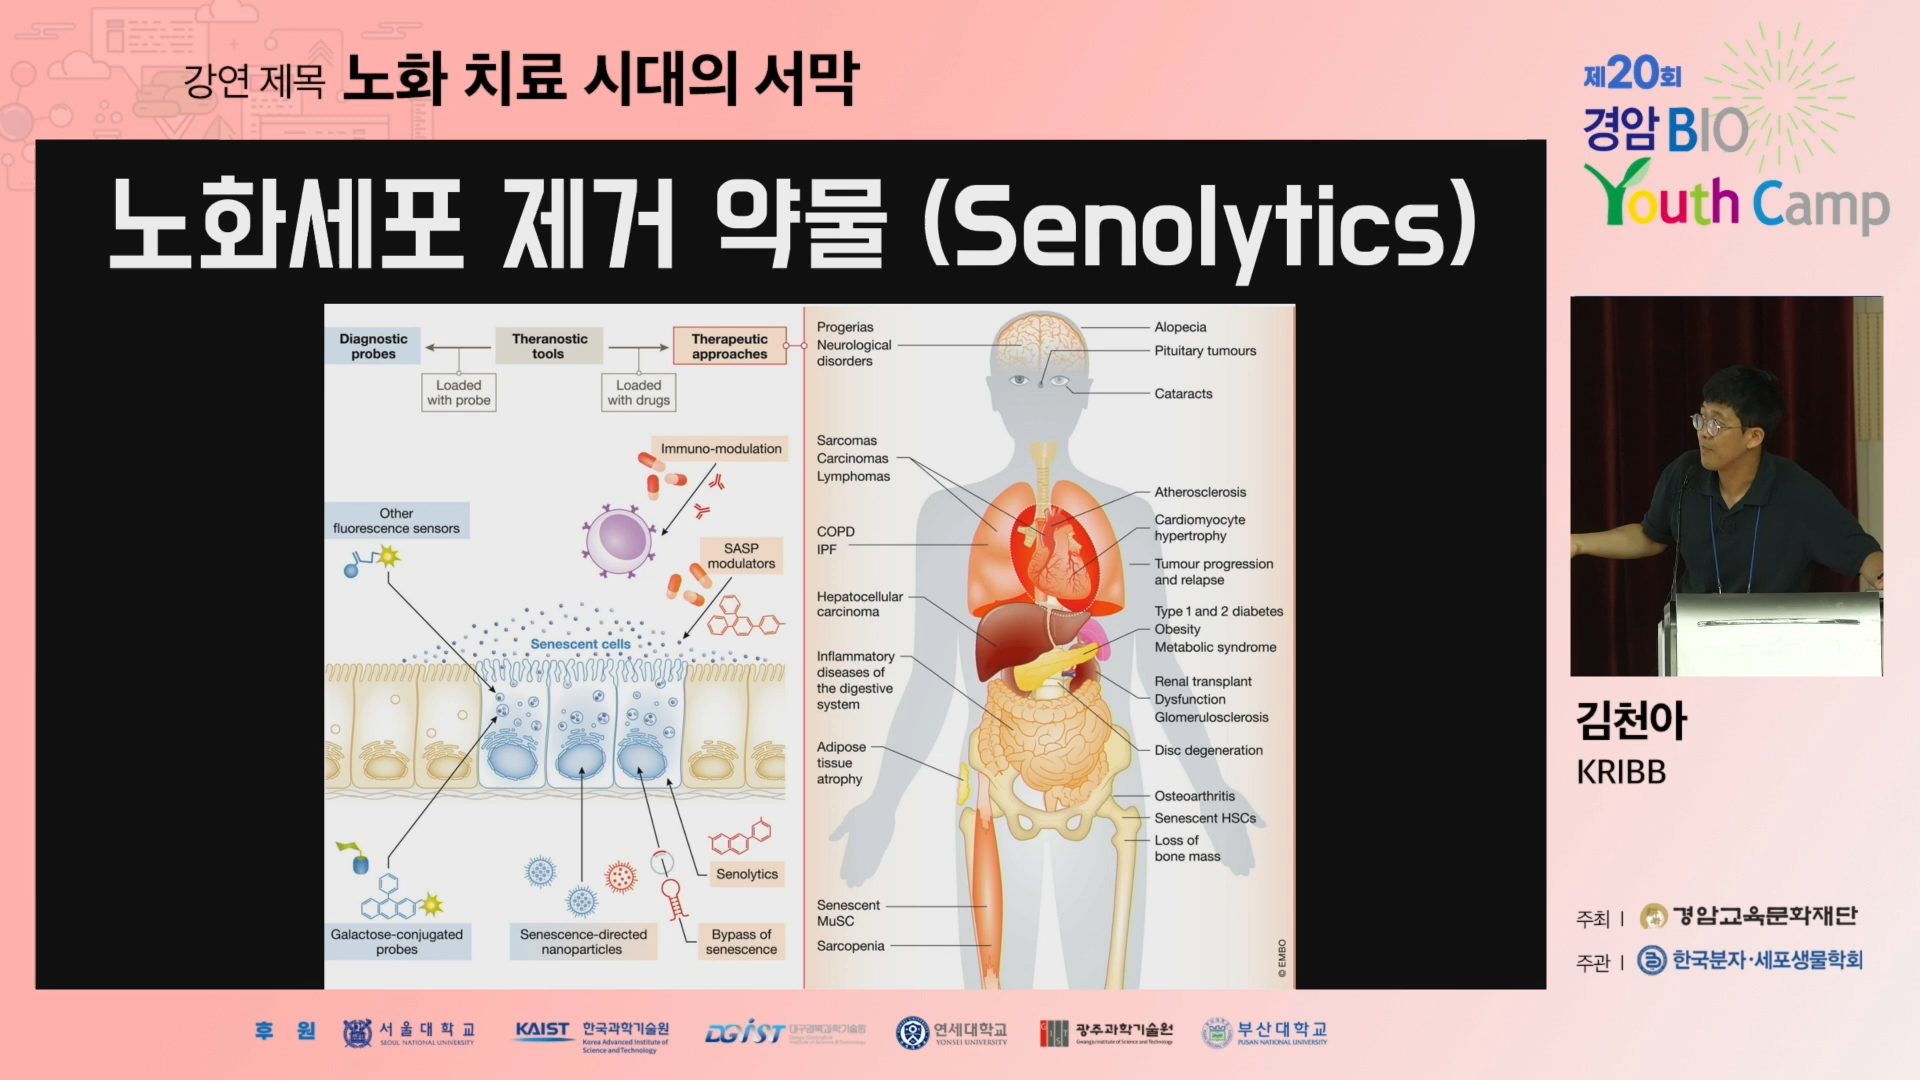 강연 제목 노화 치료 시대의 서막
제20회
경암 BIO
Youth Camp
노화세포 제거 약물 (Senolytics)
Diagnostic
probes
Theranostic
tools
Therapeutic
approaches
Loaded
with probe
Loaded
with drugs
Immuno-modulation
Other
fluorescence sensors
SASP
modulators
Senescent cells
Senolytics
Galactose-conjugated
probes
Senescence-directed
nanoparticles
Bypass of
senescence
Progerias
Neurological
disorders
Sarcomas
Carcinomas
Lymphomas
COPD
IPF
Hepatocellular
carcinoma
Inflammatory
diseases of
the digestive
system
Adipose
tissue
atrophy
Senescent
MuSC
Sarcopenia
Alopecia
Pituitary tumours
Cataracts
Atherosclerosis
Cardiomyocyte
hypertrophy
Tumour progression
and relapse
Type 1 and 2 diabetes
Obesity
Metabolic syndrome
Renal transplant
Dysfunction
Glomerulosclerosis
Disc degeneration
Osteoarthritis
Senescent HSCs
Loss of
bone mass
© EMBO
김천아
KRIBB
주최 | 경암교육문화재단
주관 | 한국분자·세포생물학회
후 원
서울대학교
SEOUL NATIONAL UNIVERSITY
KAIST 한국과학기술원
Korea Advanced Institute of
Science and Technology
DGIST 대구경북과학기술원
연세대학교
YONSEI UNIVERSITY
광주과학기술원
Gwangju Institute of Science and Technology
부산대학교
PUSAN NATIONAL UNIVERSITY